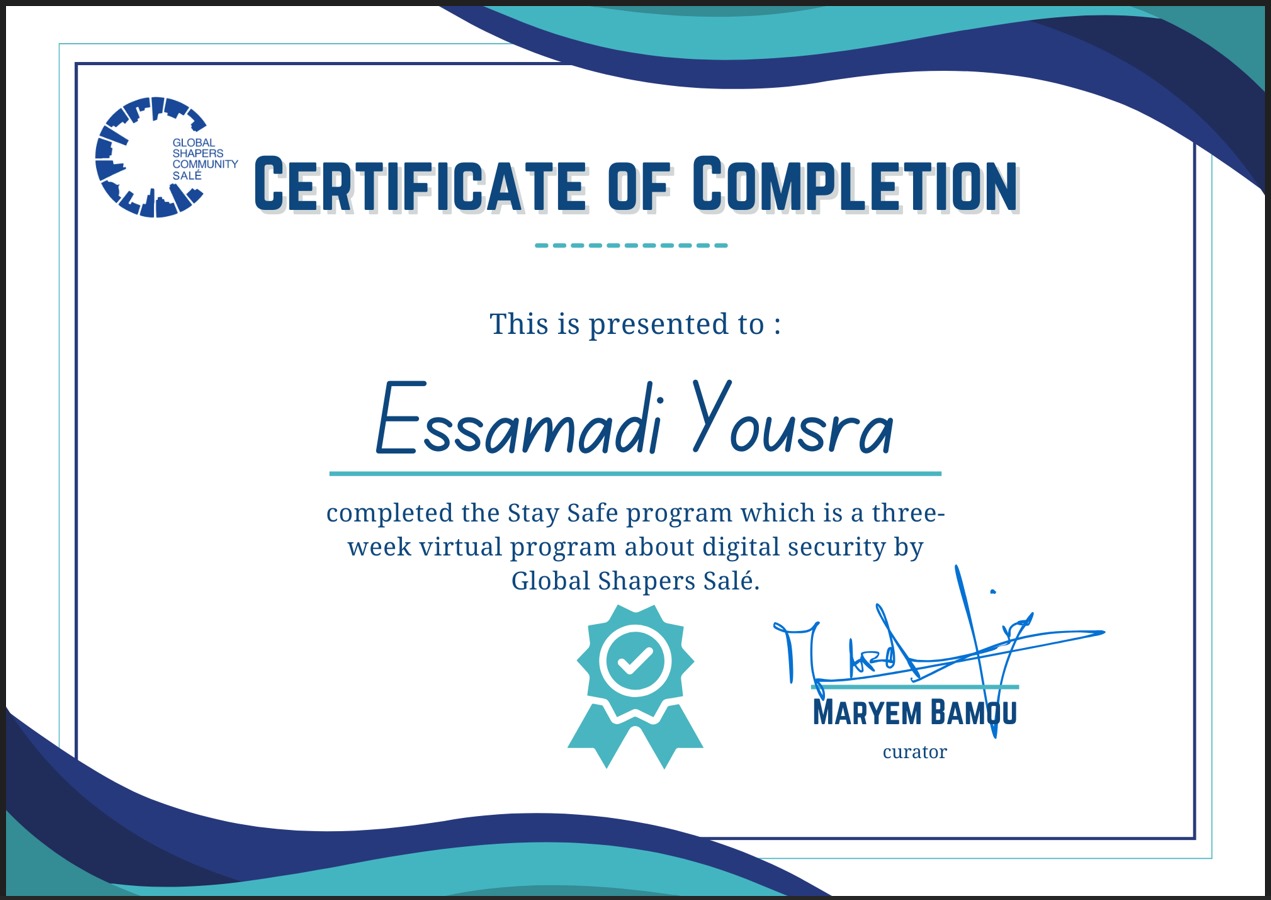 GLOBAL
SHAPERS
COMMUNITY
SALÉ
CERTIFICATE OF COMPLETION
This is presented to :
Essamadi Yousra
completed the Stay Safe program which is a three-
week virtual program about digital security by
Global Shapers Salé.
MARYEM BAMOU
curator